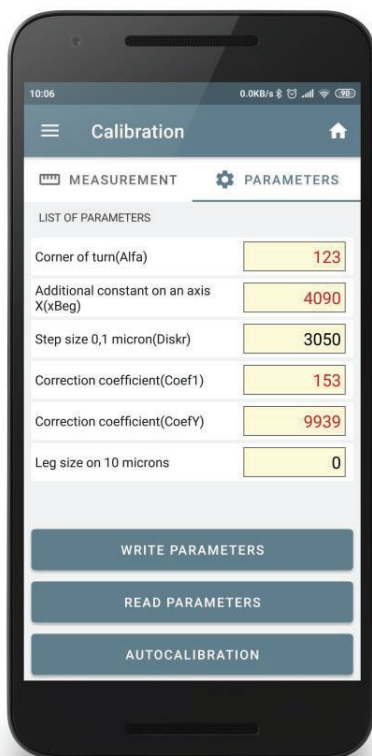 10:06 0.0KB/s 90
Calibration
MEASUREMENT PARAMETERS
LIST OF PARAMETERS
Corner of turn(Alfa) 123
Additional constant on an axis
X(xBeg) 4090
Step size 0,1 micron(Diskr) 3050
Correction coefficient(Coef1) 153
Correction coefficient(CoefY) 9939
Leg size on 10 microns 0
WRITE PARAMETERS
READ PARAMETERS
AUTOCALIBRATION